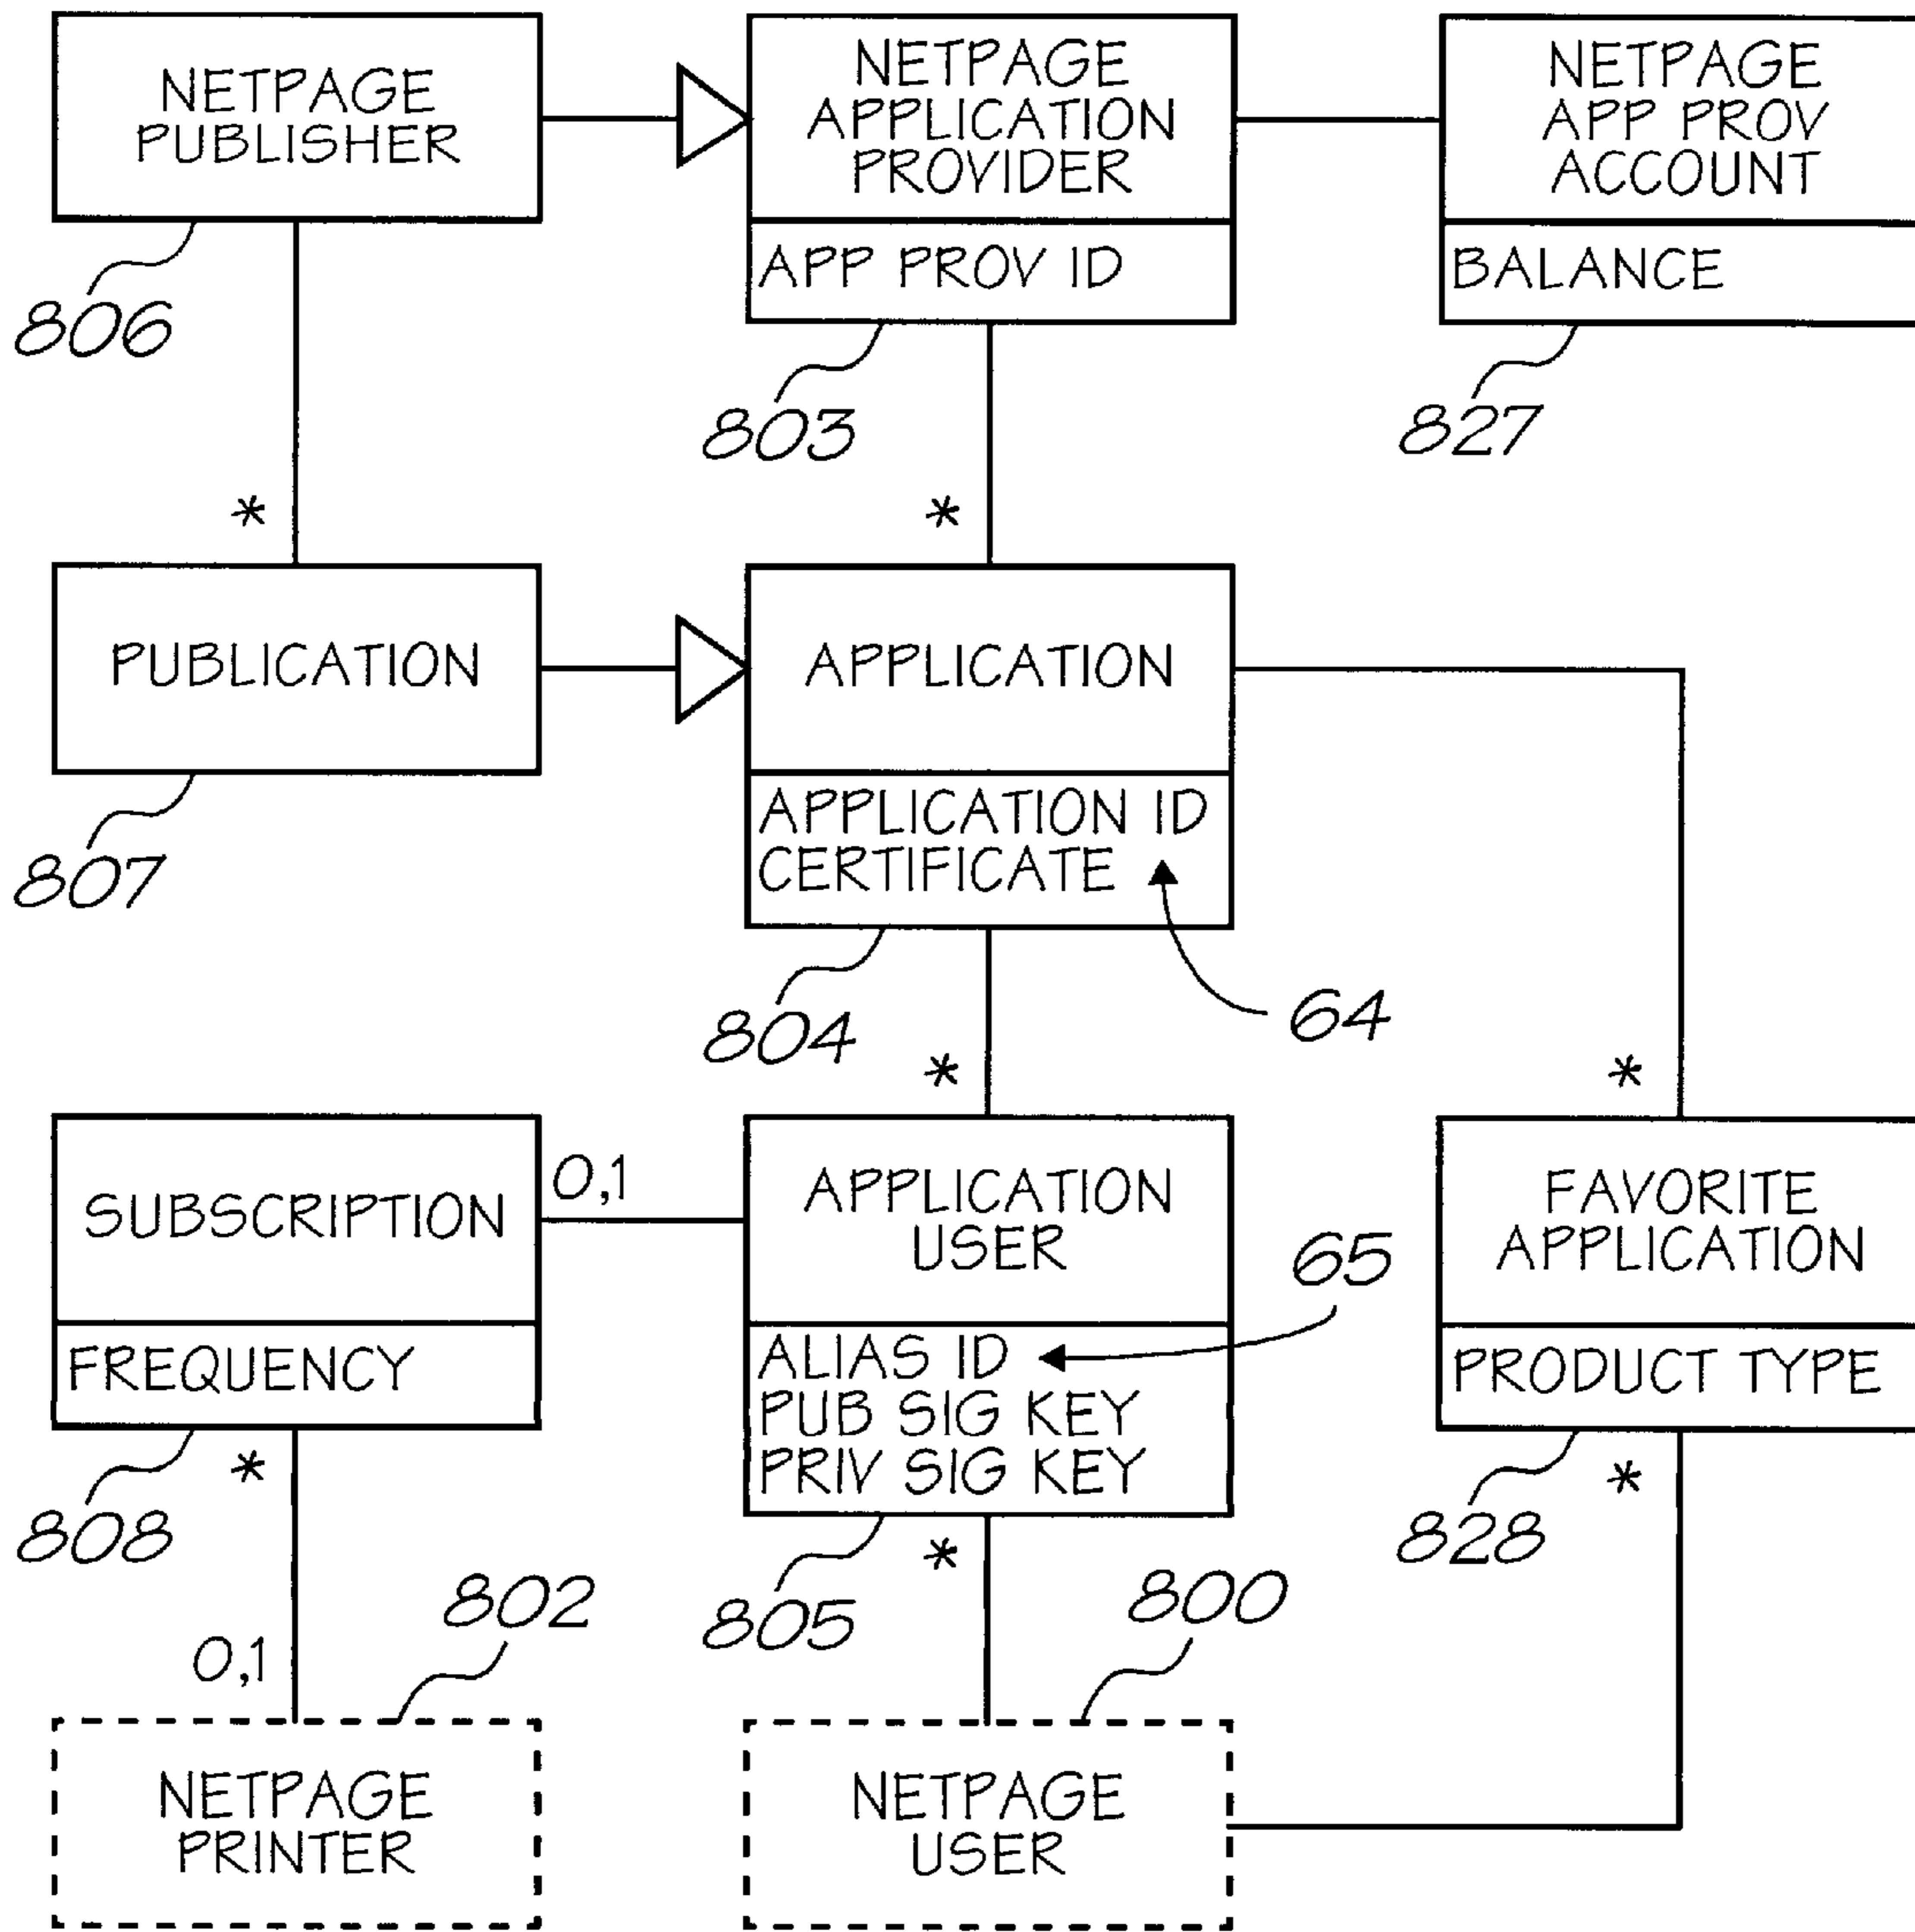 NETPAGE
PUBLISHER
806
NETPAGE
APPLICATION
PROVIDER
APP PROV ID
803
NETPAGE
APP PROV
ACCOUNT
BALANCE
827
*
*
PUBLICATION
807
APPLICATION
APPLICATION ID
CERTIFICATE
64
804
*
*
SUBSCRIPTION
0,1
FREQUENCY
808
*
APPLICATION
USER
65
ALIAS ID
PUB SIG KEY
PRIV SIG KEY
805
*
FAVORITE
APPLICATION
PRODUCT TYPE
828
*
802
0,1
NETPAGE
PRINTER
800
NETPAGE
USER